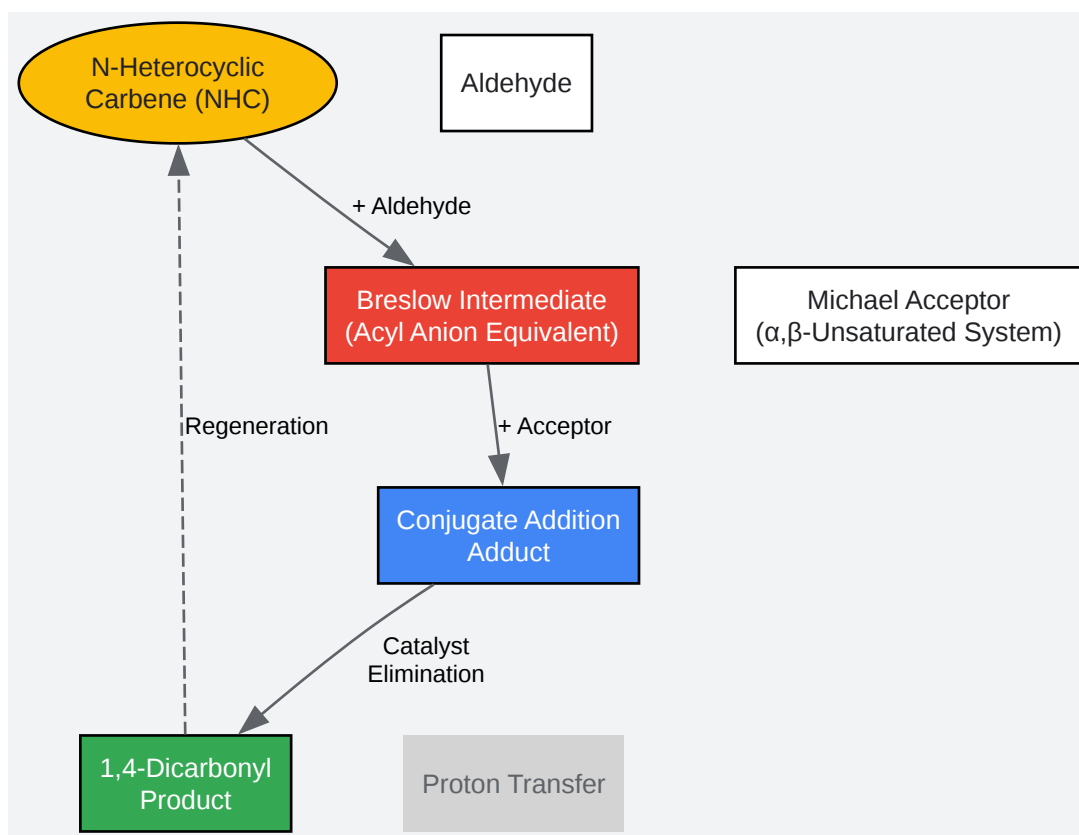 N-Heterocyclic
Carbene (NHC)
Aldehyde
+ Aldehyde
Breslow Intermediate
(Acyl Anion Equivalent)
Michael Acceptor
(α,β-Unsaturated System)
Regeneration
+ Acceptor
Conjugate Addition
Adduct
Catalyst
Elimination
1,4-Dicarbonyl
Product
Proton Transfer